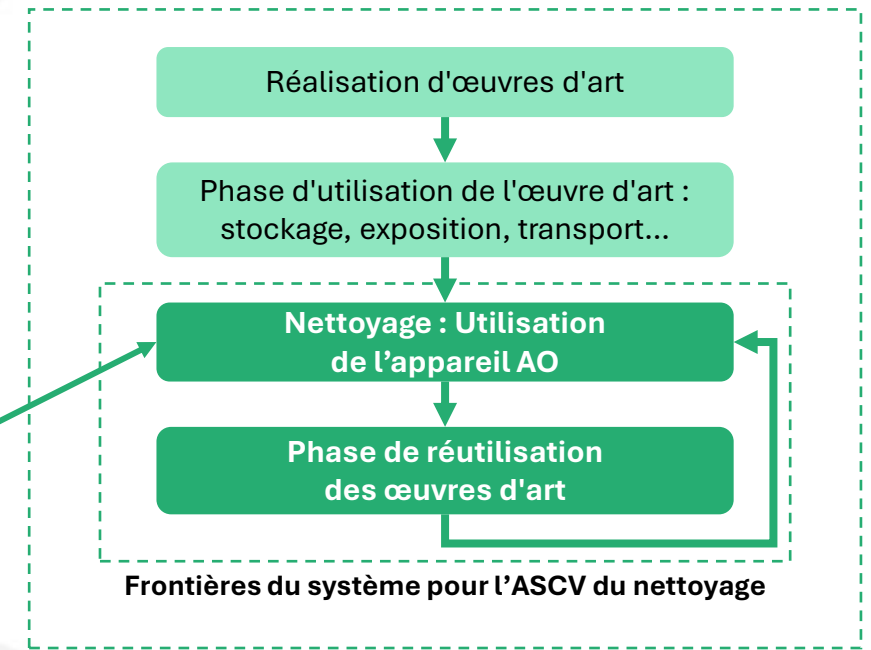 Réalisation d'œuvres d'art
Phase d'utilisation de l'œuvre d'art :
stockage, exposition, transport...
Nettoyage : Utilisation
de l’appareil AO
Phase de réutilisation
des œuvres d'art
Frontières du système pour l’ASCV du nettoyage